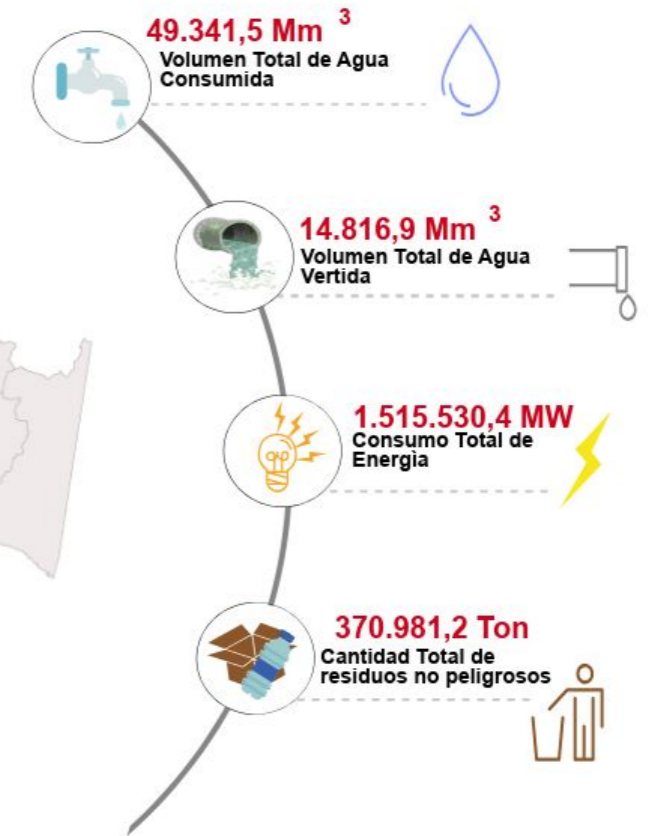 49.341,5 Mm 3
Volumen Total de Agua
Consumida
14.816,9 Mm 3
Volumen Total de Agua
Vertida
1.515.530,4 MW
Consumo Total de
Energìa
370.981,2 Ton
Cantidad Total de
residuos no peligrosos